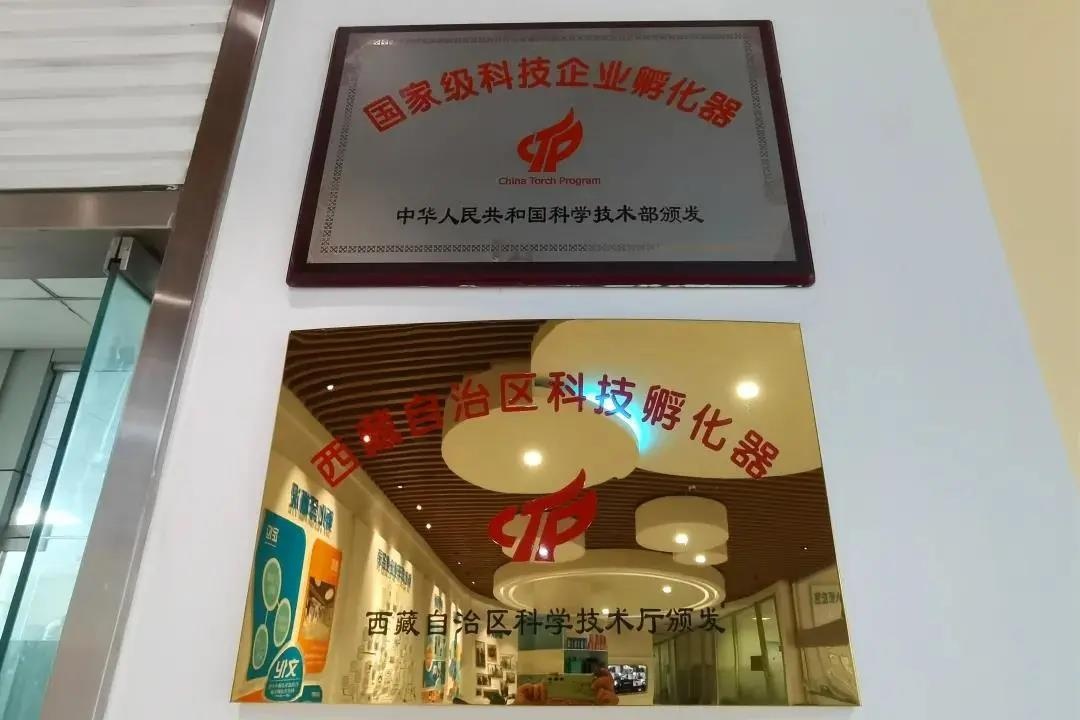 国家级科技企业孵化器
China Torch Program
中华人民共和国科学技术部颁发
西藏自治区科技孵化器
西藏自治区科学技术厅颁发